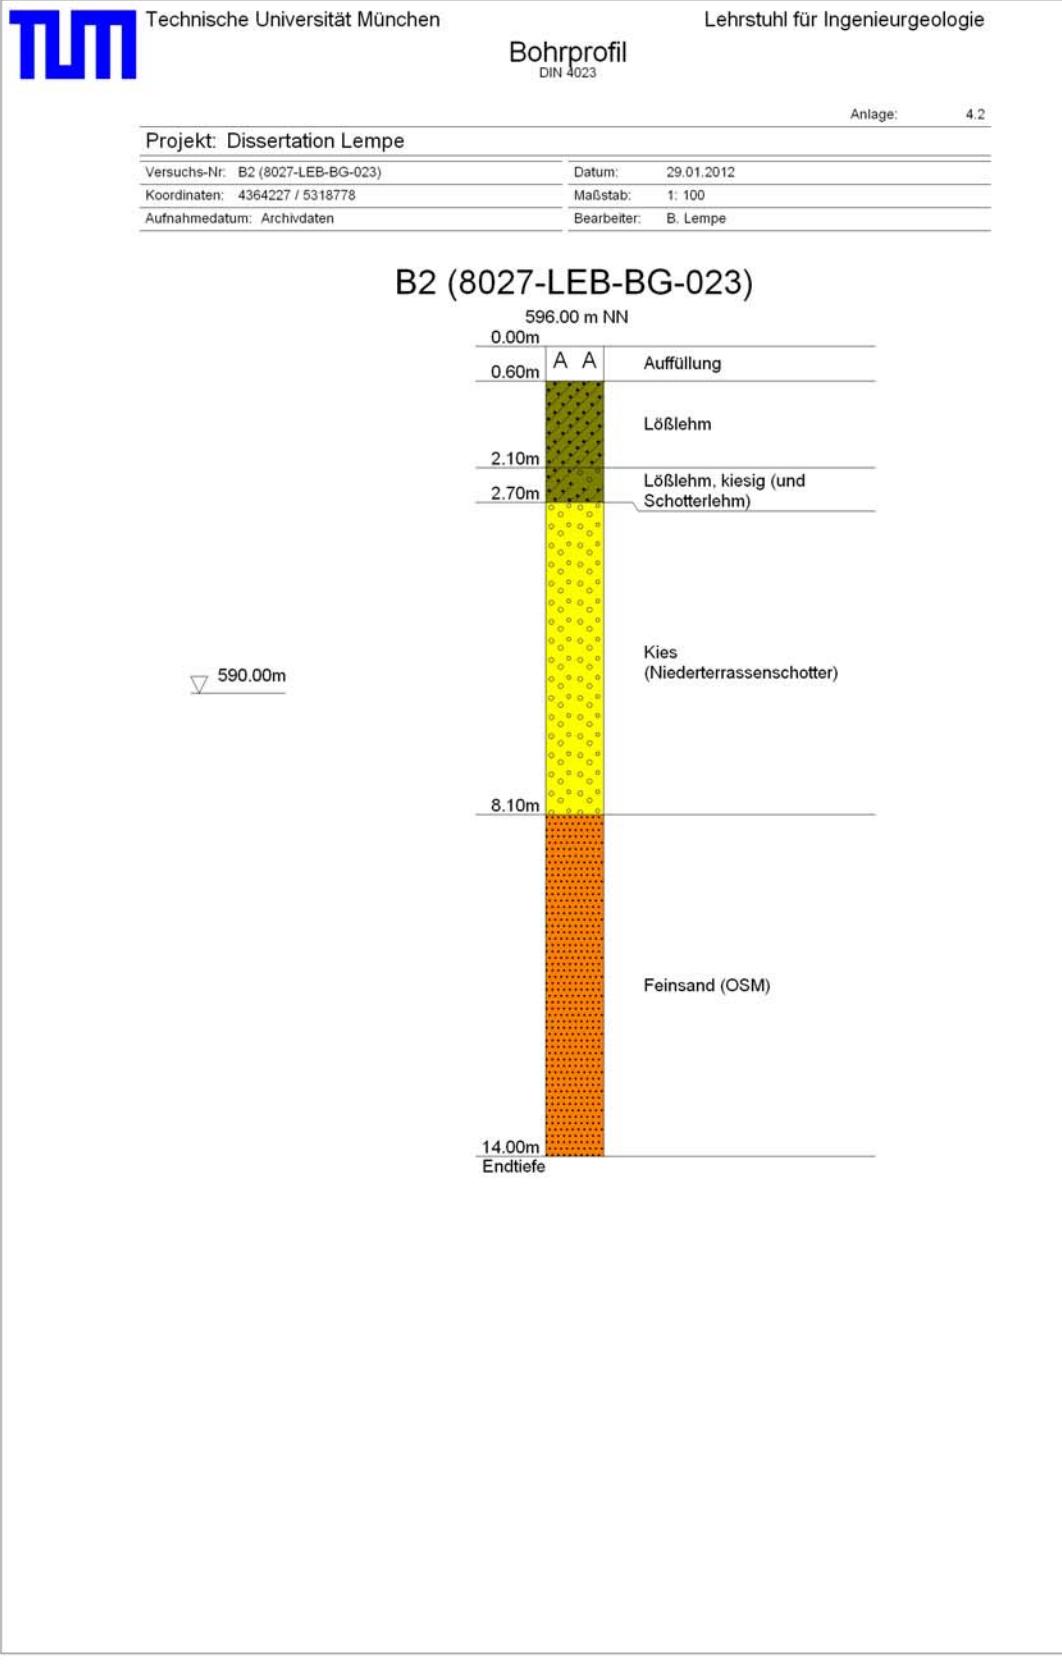 TUM
Technische Universität München
Lehrstuhl für Ingenieurgeologie
Bohrprofil
DIN 4023
Anlage: 4.2
Projekt: Dissertation Lempe
Versuchs-Nr: B2 (8027-LEB-BG-023)
Datum: 29.01.2012
Koordinaten: 4364227 / 5318778
Maßstab: 1: 100
Aufnahmedatum: Archivdaten
Bearbeiter: B. Lempe
B2 (8027-LEB-BG-023)
596.00 m NN
0.00m
A A
Auffüllung
0.60m
Lößlehm
2.10m
Lößlehm, kiesig (und
Schotterlehm)
2.70m
Kies
(Niederterrassenschotter)
590.00m
8.10m
Feinsand (OSM)
14.00m
Endtiefe